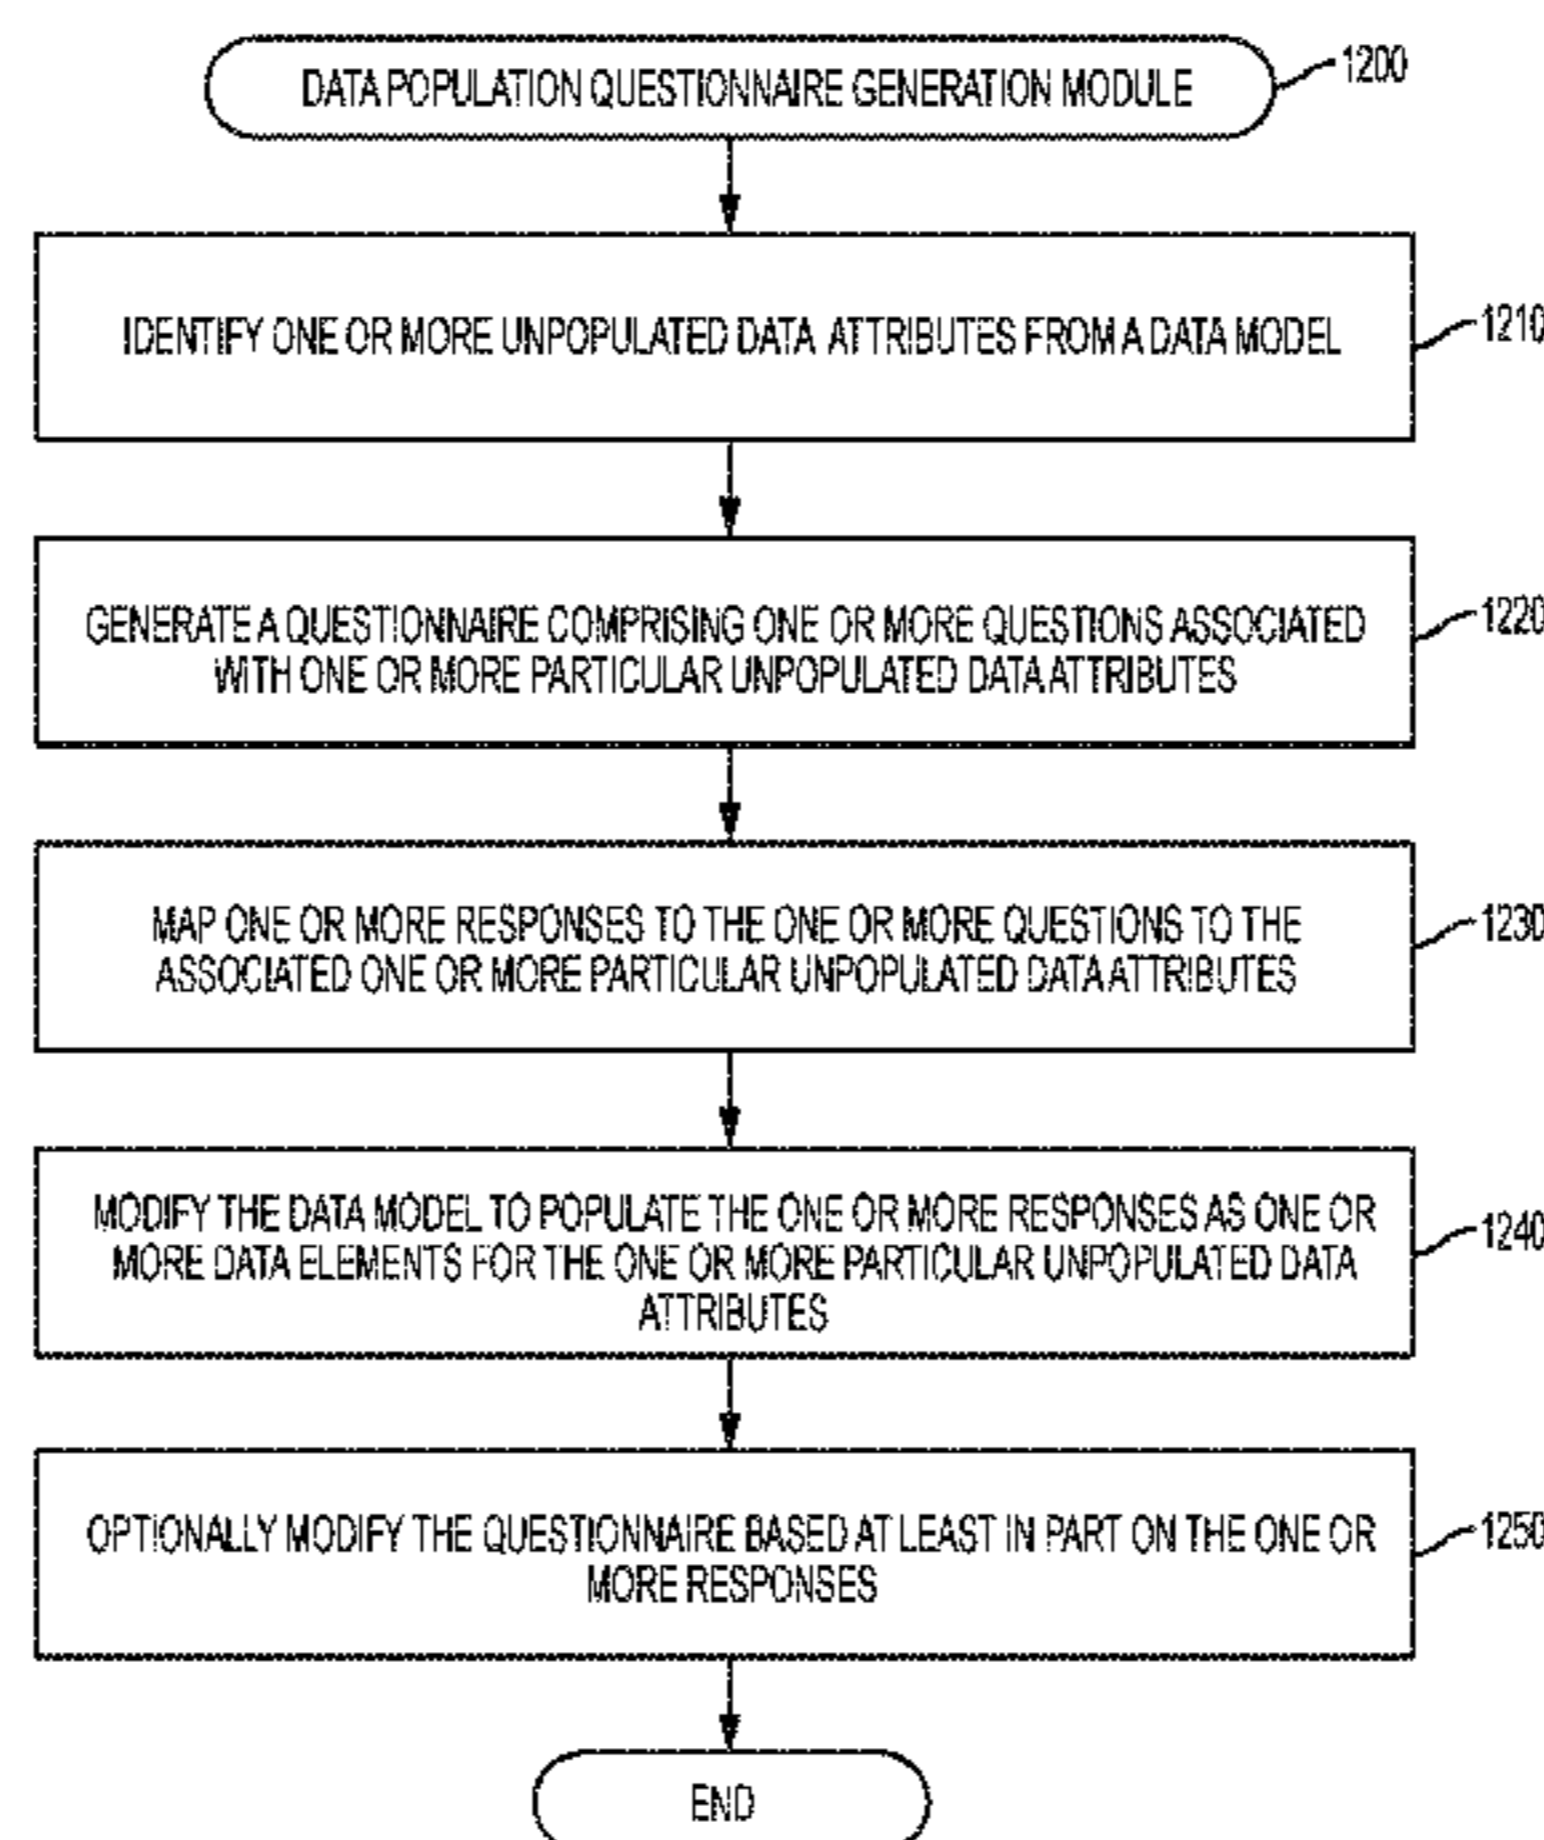 DATA POPULATION QUESTIONNAIRE GENERATION MODULE
1200
IDENTIFY ONE OR MORE UNPOPULATED DATA ATTRIBUTES FROM A DATA MODEL
1210
GENERATE A QUESTIONNAIRE COMPRISING ONE OR MORE QUESTIONS ASSOCIATED
WITH ONE OR MORE PARTICULAR UNPOPULATED DATA ATTRIBUTES
1220
MAP ONE OR MORE RESPONSES TO THE ONE OR MORE QUESTIONS TO THE
ASSOCIATED ONE OR MORE PARTICULAR UNPOPULATED DATA ATTRIBUTES
1230
MODIFY THE DATA MODEL TO POPULATE THE ONE OR MORE RESPONSES AS ONE OR
MORE DATA ELEMENTS FOR THE ONE OR MORE PARTICULAR UNPOPULATED DATA
ATTRIBUTES
1240
OPTIONALLY MODIFY THE QUESTIONNAIRE BASED AT LEAST IN PART ON THE ONE OR
MORE RESPONSES
1250
END